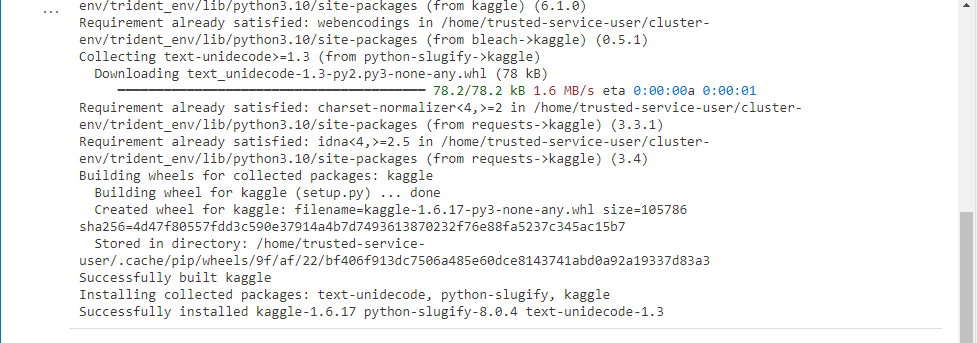 env/trident_env/lib/python3.10/site-packages (from kaggle) (6.1.0)
Requirement already satisfied: webencodings in /home/trusted-service-user/cluster-
env/trident_env/lib/python3.10/site-packages (from bleach->kaggle) (0.5.1)
Collecting text-unidecode>=1.3 (from python-slugify->kaggle)
  Downloading text_unidecode-1.3-py2.py3-none-any.whl (78 kB)
     ━━━━━━━━━━━━━━━━━━━━━━━━━━━━━━━━━━━━━━━━ 78.2/78.2 kB 1.6 MB/s eta 0:00:00a 0:00:01
Requirement already satisfied: charset-normalizer<4,>=2 in /home/trusted-service-user/cluster-
env/trident_env/lib/python3.10/site-packages (from requests->kaggle) (3.3.1)
Requirement already satisfied: idna<4,>=2.5 in /home/trusted-service-user/cluster-
env/trident_env/lib/python3.10/site-packages (from requests->kaggle) (3.4)
Building wheels for collected packages: kaggle
  Building wheel for kaggle (setup.py) ... done
  Created wheel for kaggle: filename=kaggle-1.6.17-py3-none-any.whl size=105786
sha256=4d47f80557fdd3c590e37914a4b7d7493613870232f76e88fa5237c345ac15b7
  Stored in directory: /home/trusted-service-
user/.cache/pip/wheels/9f/af/22/bf406f913dc7506a485e60dce8143741abd0a92a19337d83a3
Successfully built kaggle
Installing collected packages: text-unidecode, python-slugify, kaggle
Successfully installed kaggle-1.6.17 python-slugify-8.0.4 text-unidecode-1.3